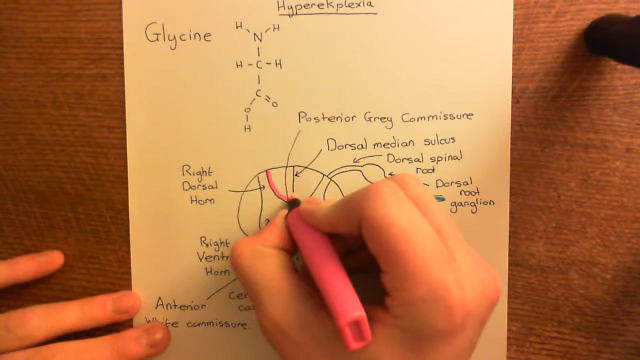 Hyperekplexia
Glycine
H H
N
H-C-H
C
O O
H
Posterior Grey Commissure
Dorsal median sulcus
Dorsal spinal
root
Right
Dorsal
Horn
Dorsal
root
ganglion
Right
Horn
Anterior
White commissure